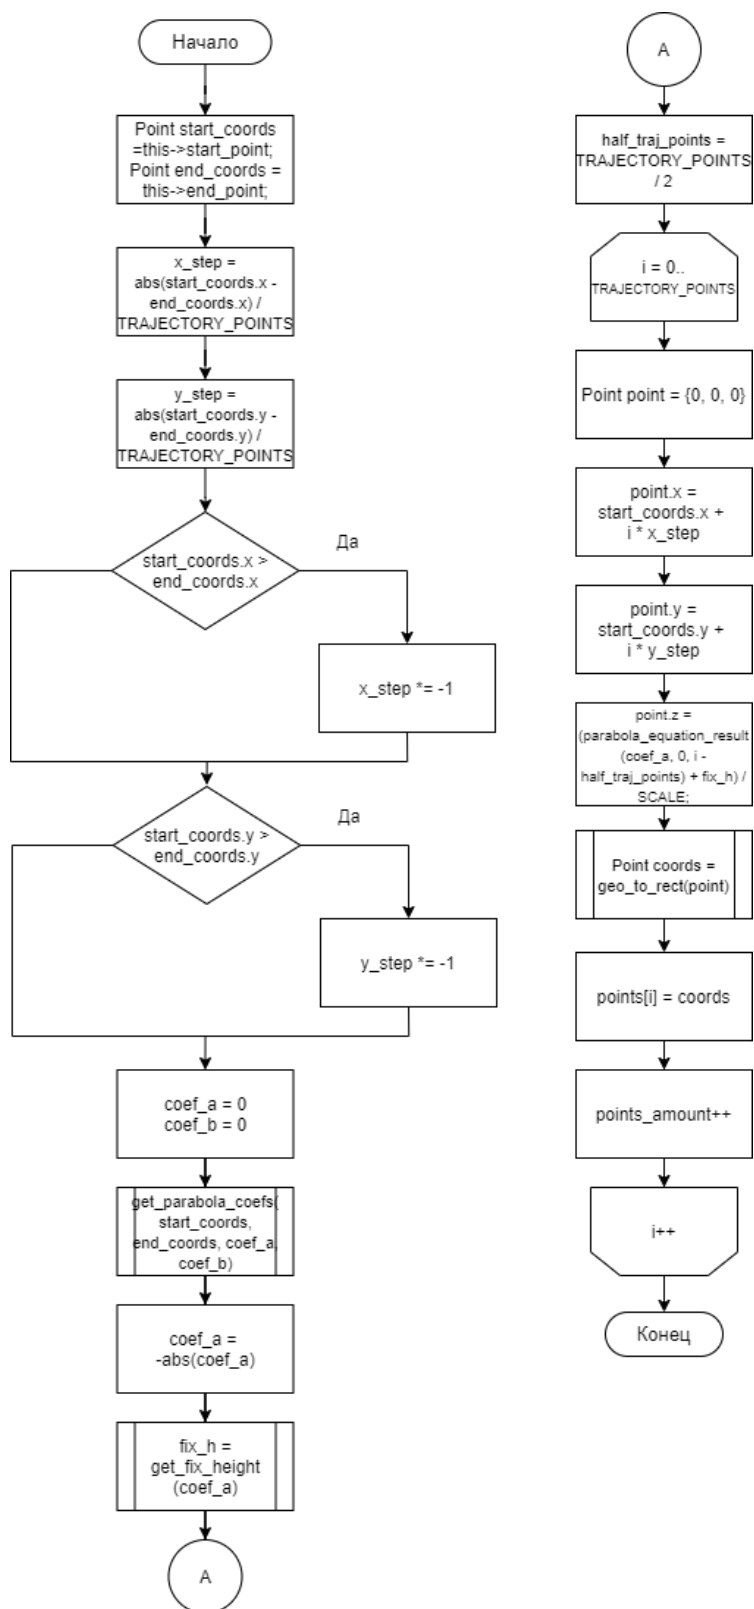 Начало
Point start_coords
=this->start_point;
Point end_coords =
this->end_point;
x_step =
abs(start_coords.x -
end_coords.x) /
TRAJECTORY_POINTS
y_step =
abs(start_coords.y -
end_coords.y) /
TRAJECTORY_POINTS
start_coords.x >
end_coords.x
Да
x_step *= -1
start_coords.y >
end_coords.y
Да
y_step *= -1
coef_a = 0
coef_b = 0
get_parabola_coefs(
start_coords,
end_coords, coef_a,
coef_b)
coef_a =
-abs(coef_a)
fix_h =
get_fix_height
(coef_a)
A
A
half_traj_points =
TRAJECTORY_POINTS
/ 2
i = 0..
TRAJECTORY_POINTS
Point point = {0, 0, 0}
point.x =
start_coords.x +
i * x_step
point.y =
start_coords.y +
i * y_step
point.z =
(parabola_equation_result
(coef_a, 0, i -
half_traj_points) + fix_h) /
SCALE;
Point coords =
geo_to_rect(point)
points[i] = coords
points_amount++
i++
Конец